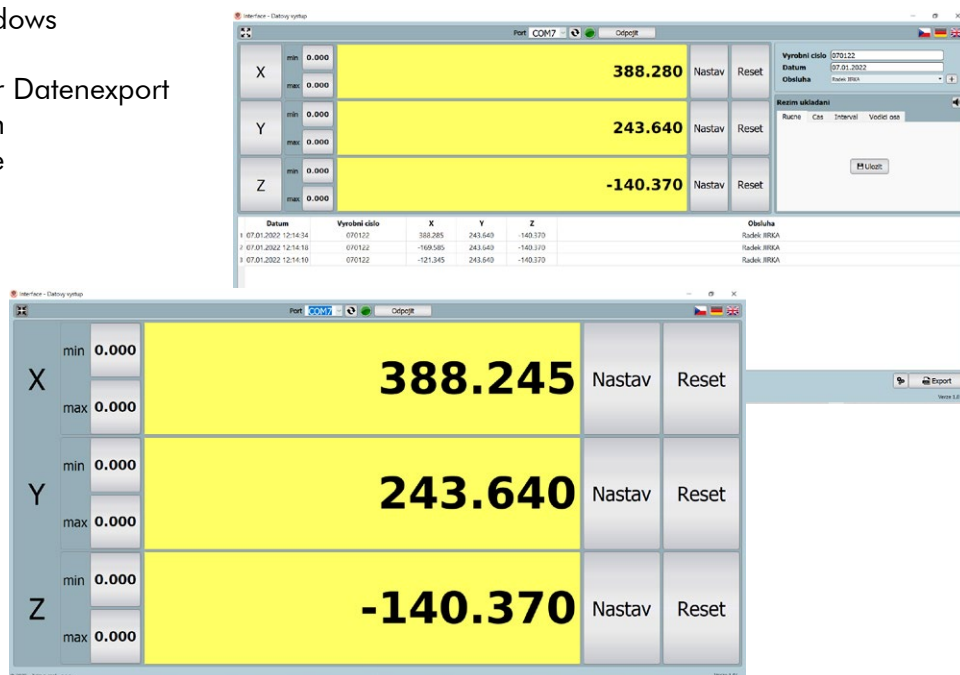 dows
r Datenexport
n
e
Interface - Datovy vystup
Port COM7 Odpojit
X min 0.000 max 0.000 388.280 Nastav Reset
Y min 0.000 max 0.000 243.640 Nastav Reset
Z min 0.000 max 0.000 -140.370 Nastav Reset
Vyrobni cislo 070122
Datum 07.01.2022
Obsluha Radek JIRKA
Rezim ukladani
Rucne Cas Interval Vodici osa
Ulozit
Datum Vyrobni cislo X Y Z Obsluha
1 07.01.2022 12:14:34 070122 388.285 243.640 -140.370 Radek JIRKA
2 07.01.2022 12:14:18 070122 -169.585 243.640 -140.370 Radek JIRKA
3 07.01.2022 12:14:10 070122 -121.345 243.640 -140.370 Radek JIRKA
Export
Interface - Datovy vystup
Port COM7 Odpojit
X min 0.000 max 0.000 388.245 Nastav Reset
Y min 0.000 max 0.000 243.640 Nastav Reset
Z min 0.000 max 0.000 -140.370 Nastav Reset